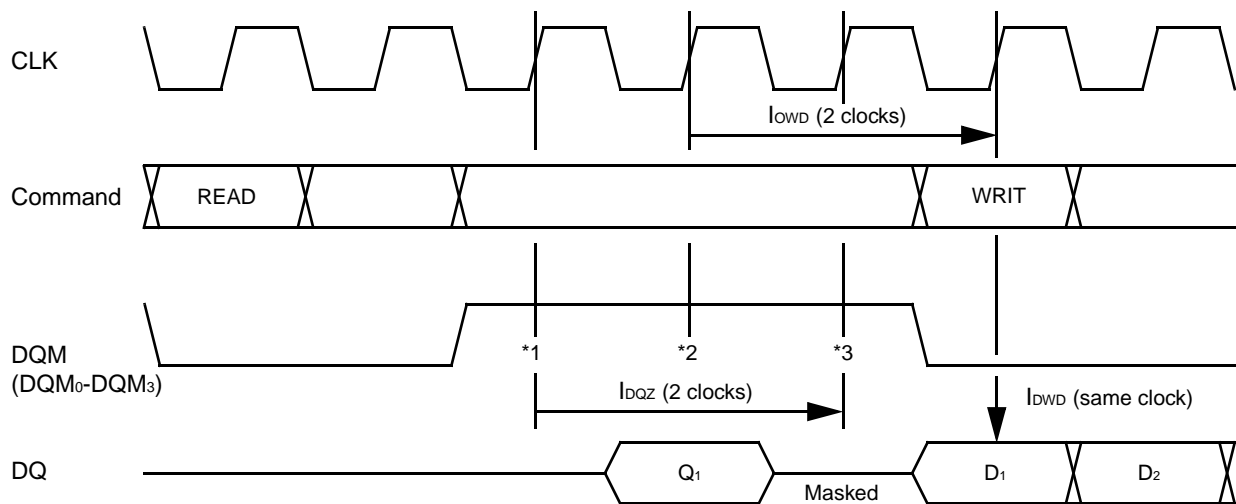 CLK
IOWD (2 clocks)
Command
READ
WRIT
DQM
(DQM0-DQM3)
*1
*2
*3
IDQZ (2 clocks)
IDWD (same clock)
DQ
Q1
Masked
D1
D2